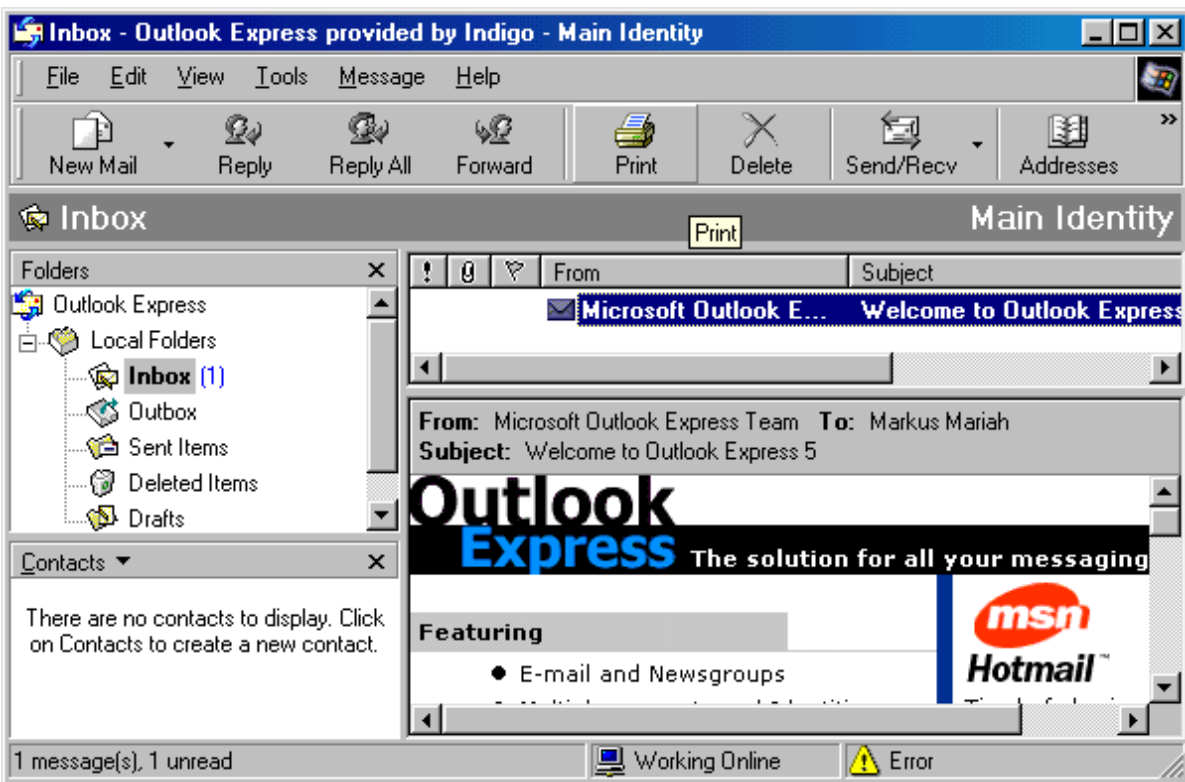 Inbox - Outlook Express provided by Indigo - Main Identity
File Edit View Tools Message Help
New Mail Reply Reply All Forward Print Delete Send/Recv Addresses »
Inbox Main Identity
Print
Folders
! From Subject
Outlook Express
Microsoft Outlook E... Welcome to Outlook Express
Local Folders
Inbox (1)
Outbox
Sent Items
Deleted Items
Drafts
From: Microsoft Outlook Express Team To: Markus Mariah
Subject: Welcome to Outlook Express 5
Outlook
Express The solution for all your messaging
Contacts
There are no contacts to display. Click
on Contacts to create a new contact.
Featuring
E-mail and Newsgroups
msn
Hotmail™
1 message(s), 1 unread Working Online Error